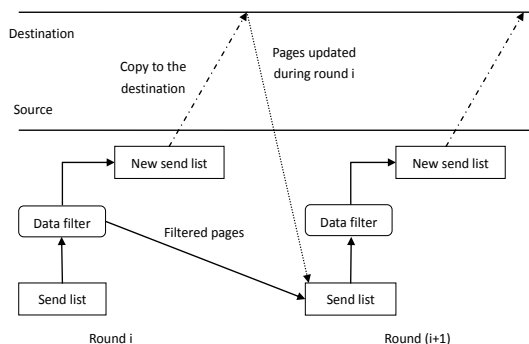 Destination
Copy to the
destination
Pages updated
during round i
Source
New send list
New send list
Data filter
Data filter
Filtered pages
Send list
Send list
Round i
Round (i+1)